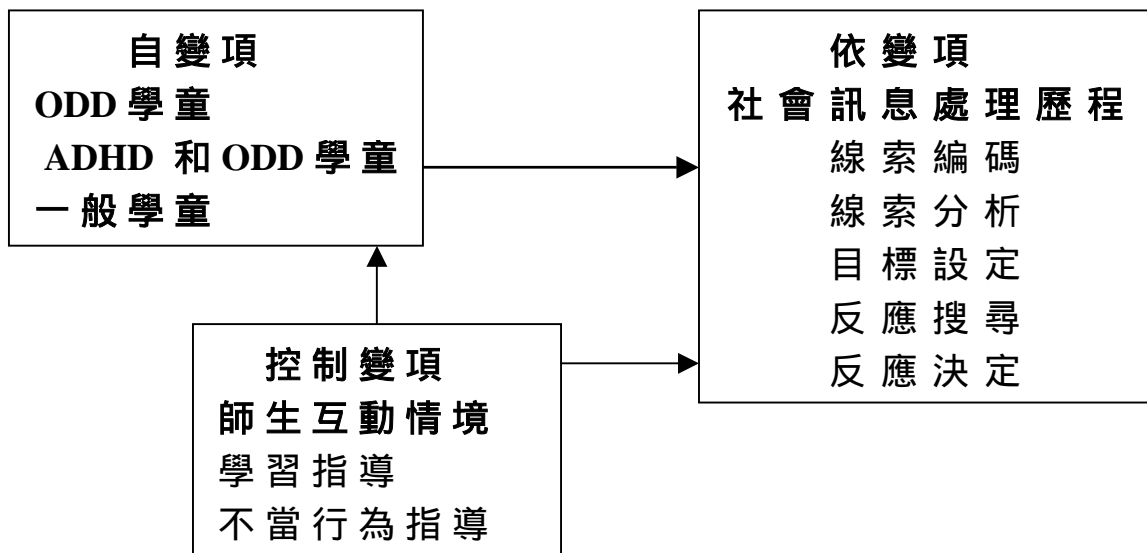 自變項
ODD 學童
ADHD 和 ODD 學童
一般學童
依變項
社會訊息處理歷程
線索編碼
線索分析
目標設定
反應搜尋
反應決定
控制變項
師生互動情境
學習指導
不當行為指導